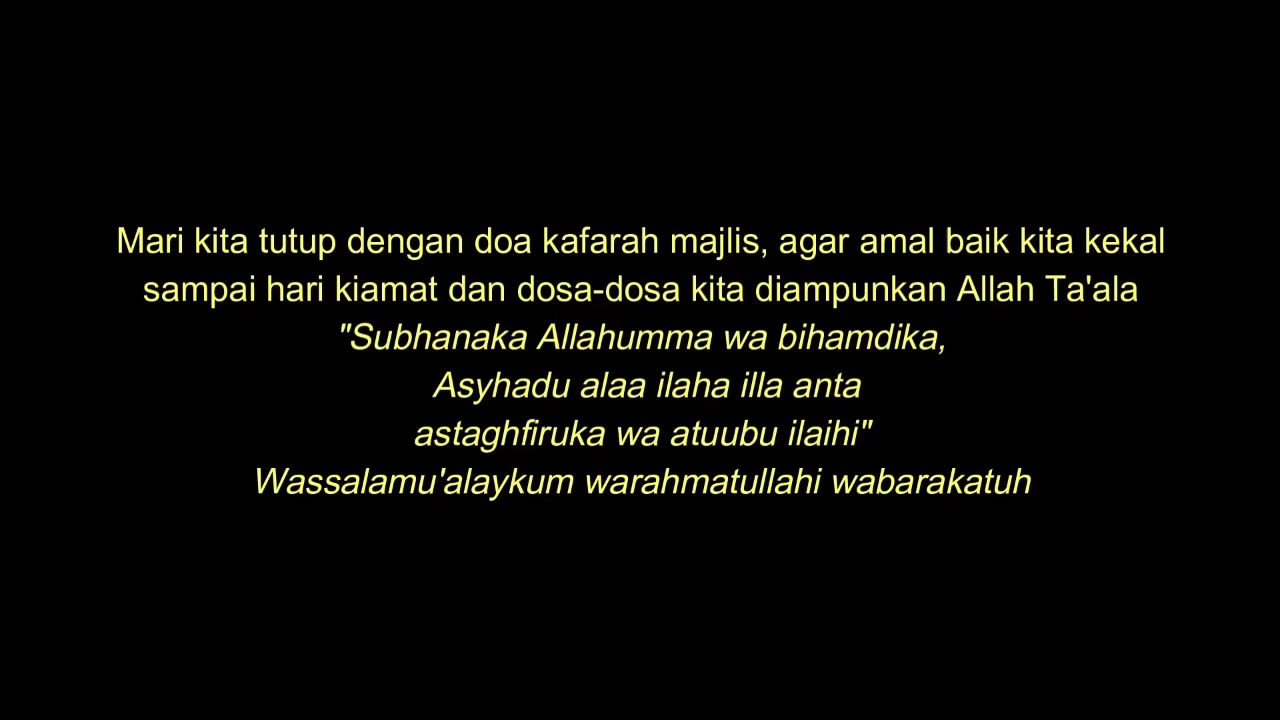 Mari kita tutup dengan doa kafarah majlis, agar amal baik kita kekal
sampai hari kiamat dan dosa-dosa kita diampunkan Allah Ta'ala
"Subhanaka Allahumma wa bihamdika,
Asyhadu alaa ilaha illa anta
astaghfiruka wa atuubu ilaihi"
Wassalamu'alaykum warahmatullahi wabarakatuh